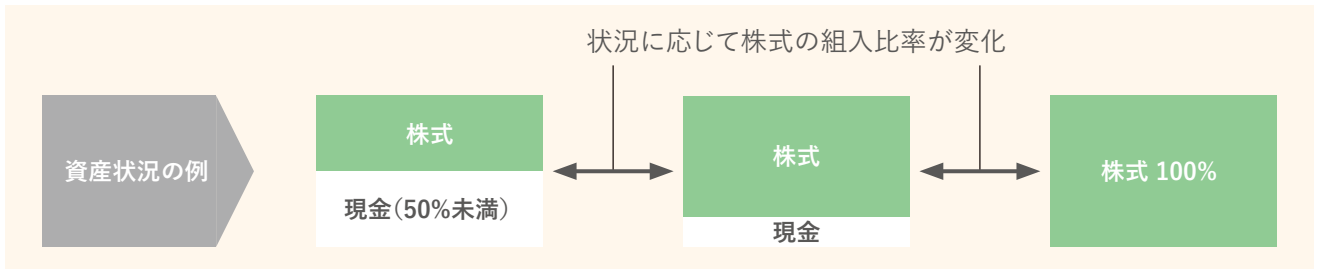 状況に応じて株式の組入比率が変化
資産状況の例
株式
現金（50%未満）
株式
現金
株式 100%